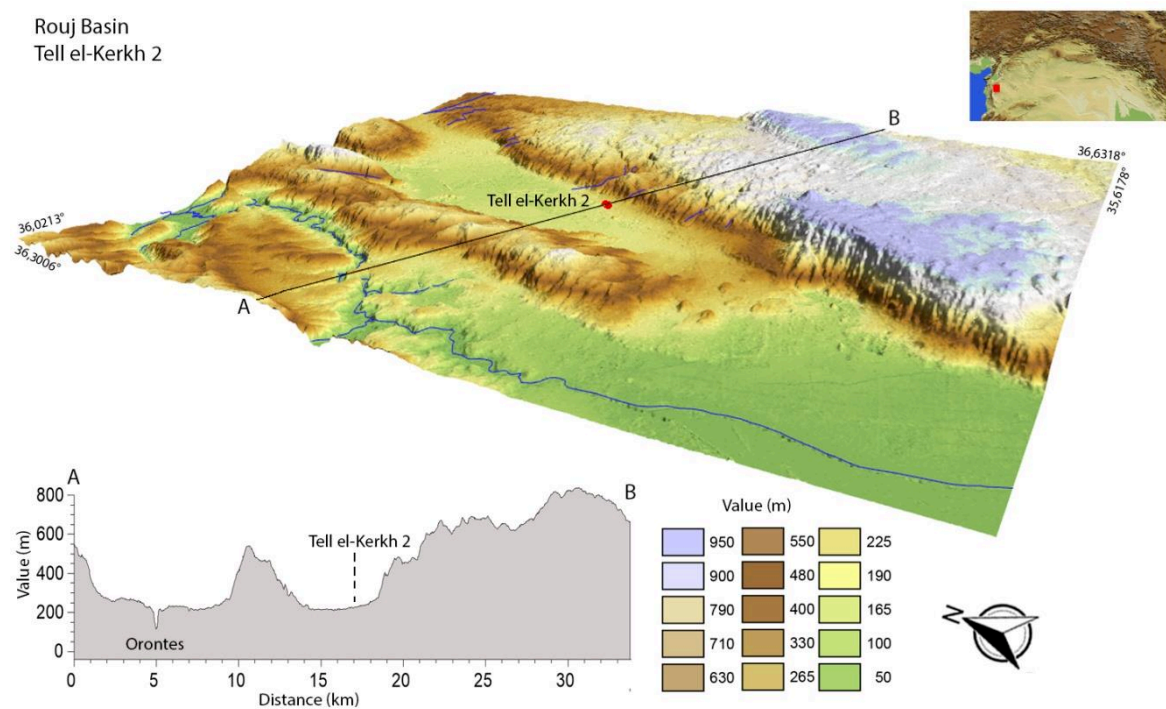 Rouj Basin
Tell el-Kerkh 2
B
36,6318°
35,6178°
Tell el-Kerkh 2
36,0213°
36,3006°
A
A
B
800
600
400
200
0
Value (m)
Tell el-Kerkh 2
Orontes
0 5 10 15 20 25 30
Distance (km)
Value (m)
950 550 225
900 480 190
790 400 165
710 330 100
630 265 50
N